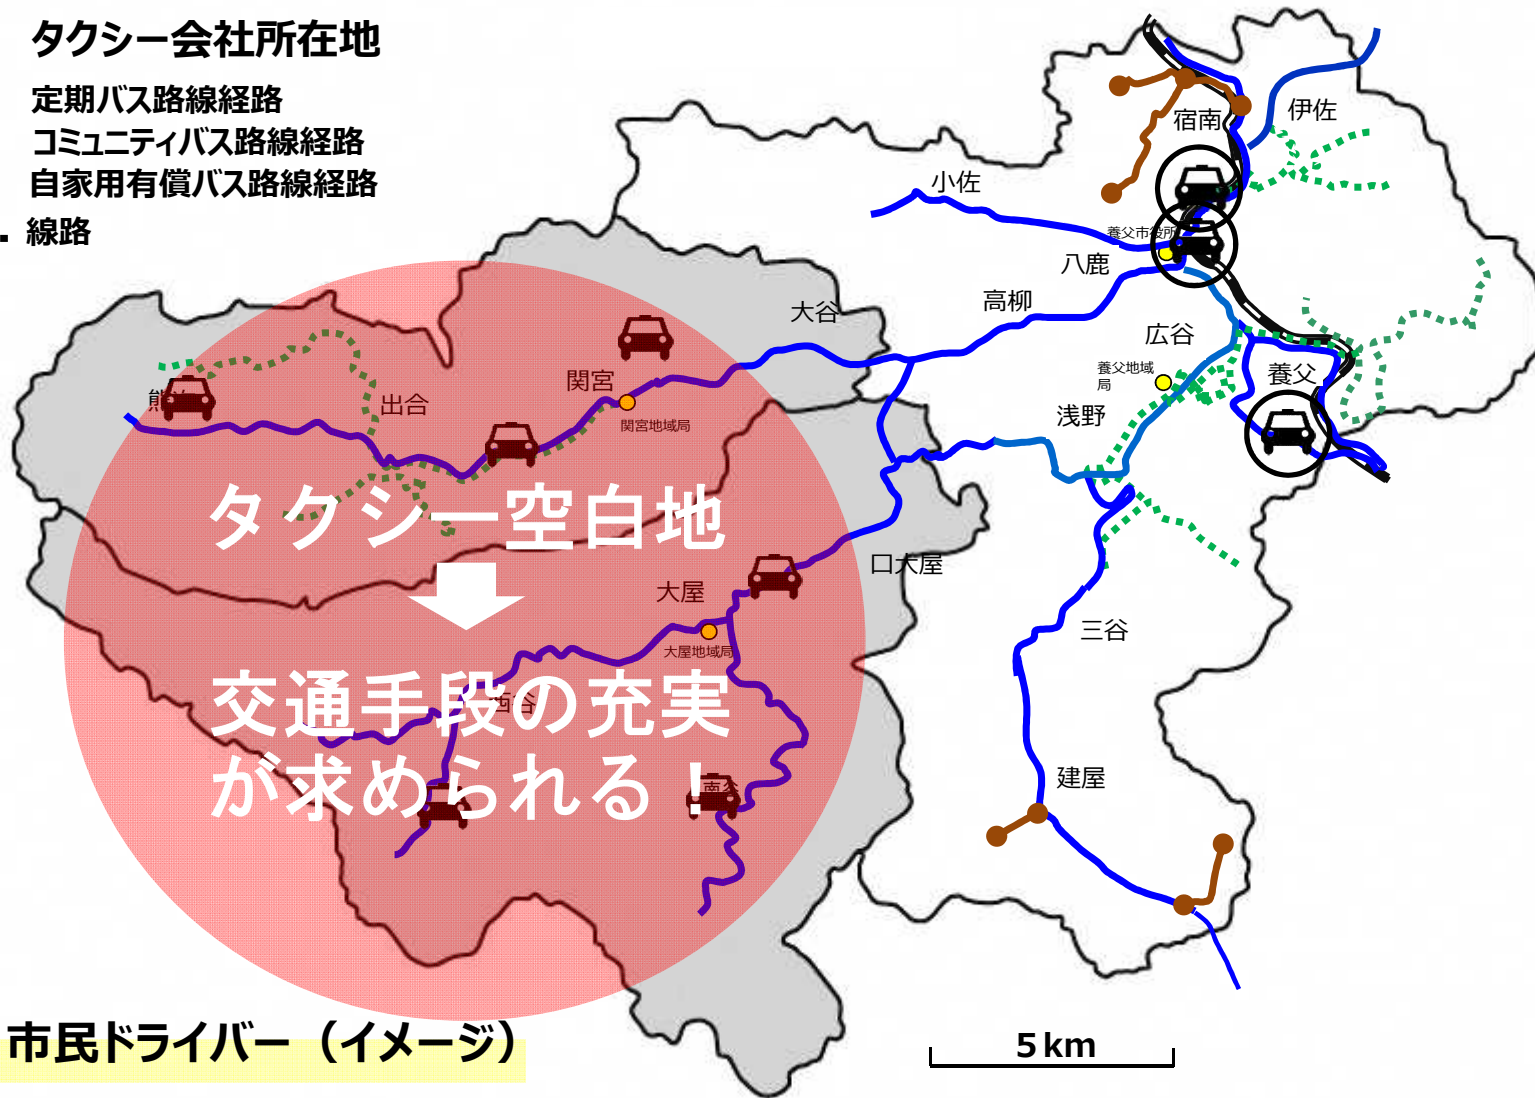 タクシー会社所在地
定期バス路線経路
コミュニティバス路線経路
自家用有償バス路線経路
線路
宿南
伊佐
小佐
養父市役所
八鹿
高柳
大谷
広谷
養父地域
局
養父
浅野
関宮
出合
関宮地域局
タクシー空白地
口大屋
大屋
大屋地域局
三谷
交通手段の充実
西谷
が求められる！
南谷
建屋
市民ドライバー（イメージ）
5km